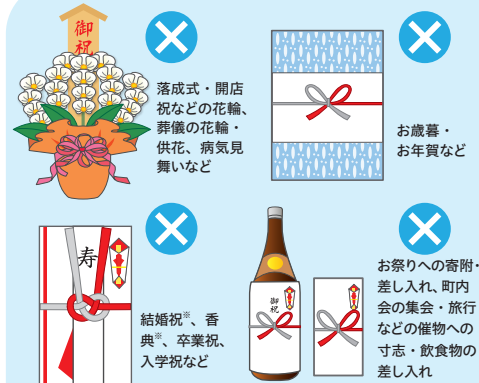 御祝
落成式・開店
祝などの花輪、
葬儀の花輪・
供花、病気見
舞いなど
お歳暮・
お年賀など
寿
結婚祝※、香
典※、卒業祝、
入学祝など
御祝
お祭りへの寄附・
差し入れ、町内
会の集会・旅行
などの催物への
寸志・飲食物の
差し入れ